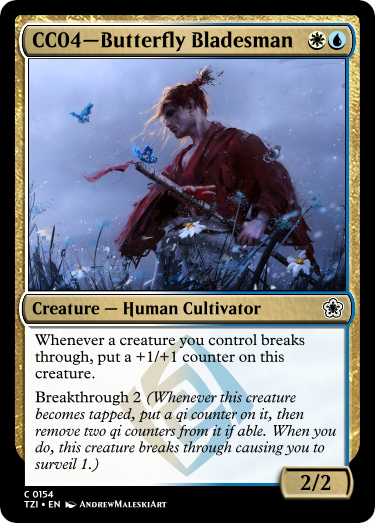 CC04—Butterfly Bladesman
Creature — Human Cultivator
Whenever a creature you control breaks
through, put a +1/+1 counter on this
creature.
Breakthrough 2 (Whenever this creature
becomes tapped, put a qi counter on it, then
remove two qi counters from it if able. When you
do, this creature breaks through causing you to
surveil 1.)
2/2
C 0154
TZI • EN AndrewMaleskiArt